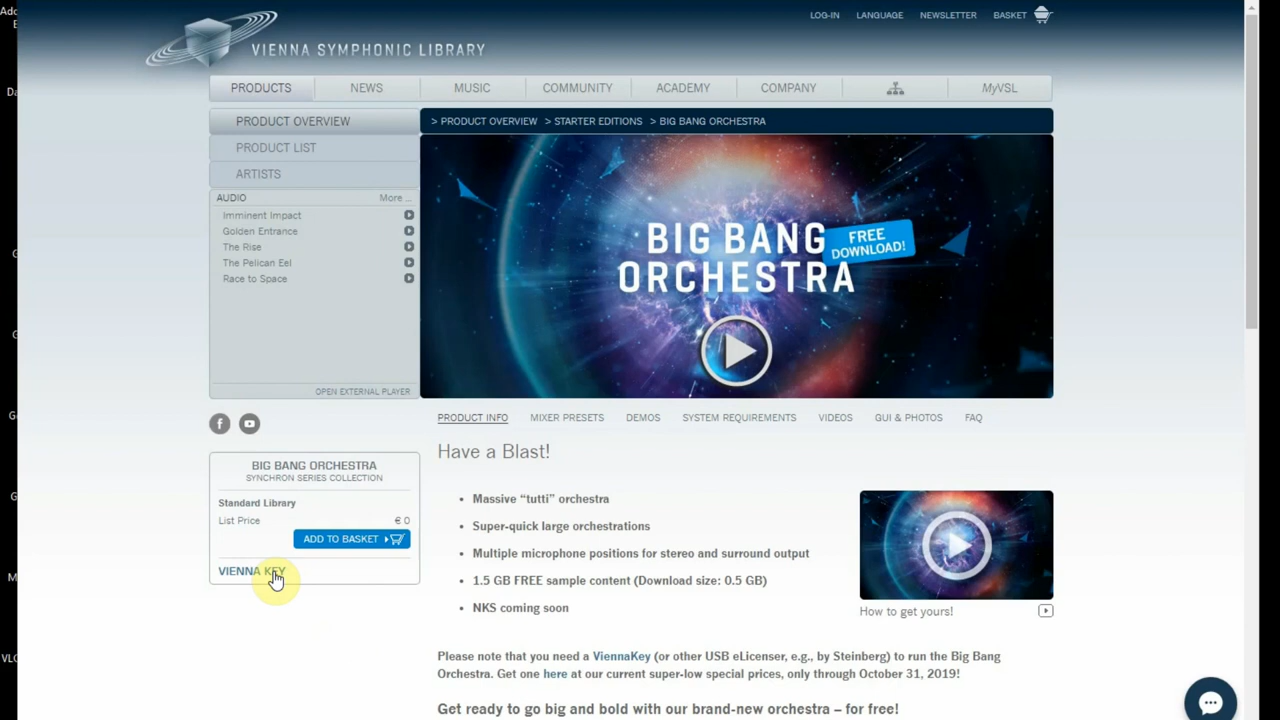 LOG-IN LANGUAGE NEWSLETTER BASKET
VIENNA SYMPHONIC LIBRARY
PRODUCTS NEWS MUSIC COMMUNITY ACADEMY COMPANY MyVSL
PRODUCT OVERVIEW
PRODUCT LIST
ARTISTS
> PRODUCT OVERVIEW > STARTER EDITIONS > BIG BANG ORCHESTRA
AUDIO More ...
Imminent Impact
Golden Entrance
The Rise
The Pelican Eel
Race to Space
OPEN EXTERNAL PLAYER
BIG BANG
ORCHESTRA
FREE
DOWNLOAD!
PRODUCT INFO MIXER PRESETS DEMOS SYSTEM REQUIREMENTS VIDEOS GUI & PHOTOS FAQ
BIG BANG ORCHESTRA
SYNCHRON SERIES COLLECTION
Standard Library
List Price € 0
ADD TO BASKET
VIENNA KEY
Have a Blast!
• Massive “tutti” orchestra
• Super-quick large orchestrations
• Multiple microphone positions for stereo and surround output
• 1.5 GB FREE sample content (Download size: 0.5 GB)
• NKS coming soon
How to get yours!
Please note that you need a ViennaKey (or other USB eLicenser, e.g., by Steinberg) to run the Big Bang
Orchestra. Get one here at our current super-low special prices, only through October 31, 2019!
Get ready to go big and bold with our brand-new orchestra – for free!